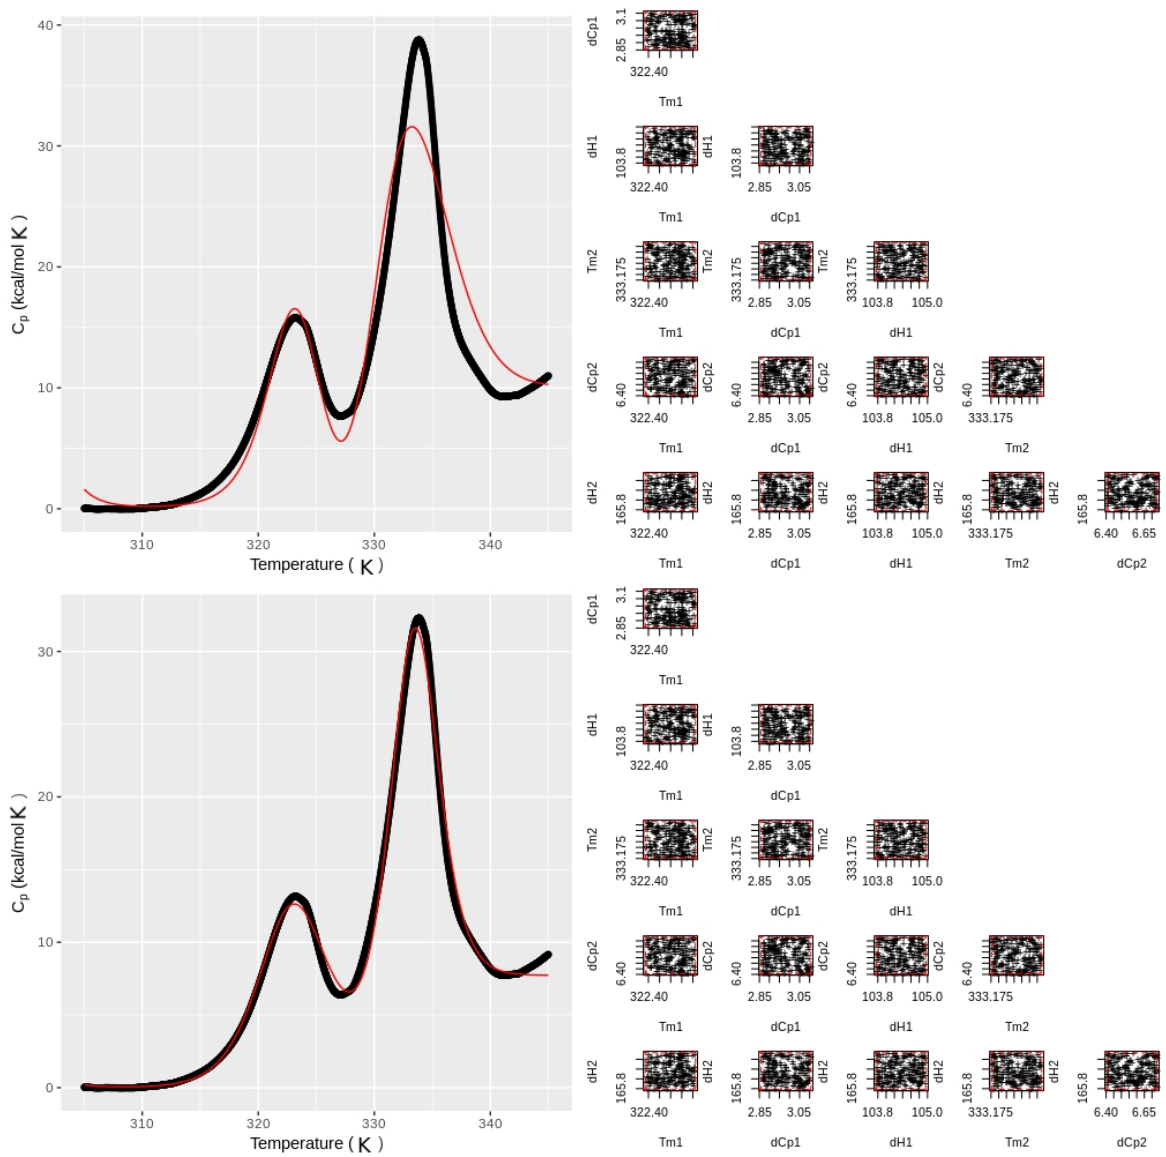 40
30
20
10
0
310 320 330 340
Temperature ( K )
Cp (kcal/mol K )
dCp1
2.85 3.1
322.40
Tm1
dH1
103.8
322.40
Tm1
dH1
103.8
2.85 3.05
dCp1
Tm2
333.175
322.40
Tm1
Tm2
333.175
2.85 3.05
dCp1
Tm2
333.175
103.8 105.0
dH1
dCp2
6.40
322.40
Tm1
dCp2
6.40
2.85 3.05
dCp1
dCp2
6.40
103.8 105.0
dH1
dCp2
6.40
333.175
Tm2
dH2
165.8
322.40
Tm1
dH2
165.8
2.85 3.05
dCp1
dH2
165.8
103.8 105.0
dH1
dH2
165.8
333.175
Tm2
dH2
165.8
6.40 6.65
dCp2
30
20
10
0
310 320 330 340
Temperature ( K )
Cp (kcal/mol K )
dCp1
2.85 3.1
322.40
Tm1
dH1
103.8
322.40
Tm1
dH1
103.8
2.85 3.05
dCp1
Tm2
333.175
322.40
Tm1
Tm2
333.175
2.85 3.05
dCp1
Tm2
333.175
103.8 105.0
dH1
dCp2
6.40
322.40
Tm1
dCp2
6.40
2.85 3.05
dCp1
dCp2
6.40
103.8 105.0
dH1
dCp2
6.40
333.175
Tm2
dH2
165.8
322.40
Tm1
dH2
165.8
2.85 3.05
dCp1
dH2
165.8
103.8 105.0
dH1
dH2
165.8
333.175
Tm2
dH2
165.8
6.40 6.65
dCp2